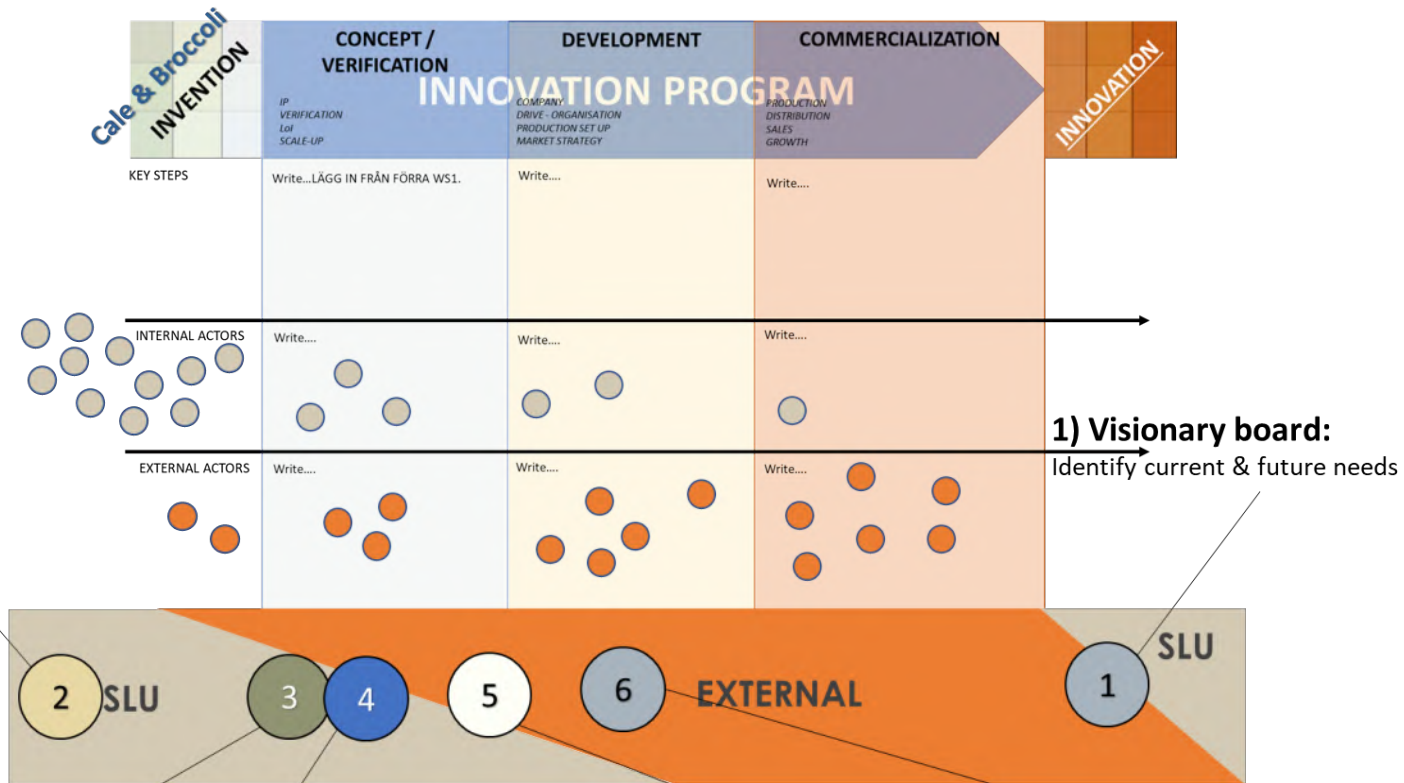 Cale & Broccoli
INVENTION
CONCEPT /
VERIFICATION
DEVELOPMENT
COMMERCIALIZATION
INNOVATION PROGRAM
INNOVATION
IP
VERIFICATION
LoI
SCALE-UP
COMPANY
DRIVE - ORGANISATION
PRODUCTION SET UP
MARKET STRATEGY
PRODUCTION
DISTRIBUTION
SALES
GROWTH
KEY STEPS
Write...LÄGG IN FRÅN FÖRRA WS1.
Write....
Write....
INTERNAL ACTORS
Write....
Write....
Write....
1) Visionary board:
Identify current & future needs
EXTERNAL ACTORS
Write....
Write....
Write....
2
SLU
3
4
5
6
EXTERNAL
1
SLU